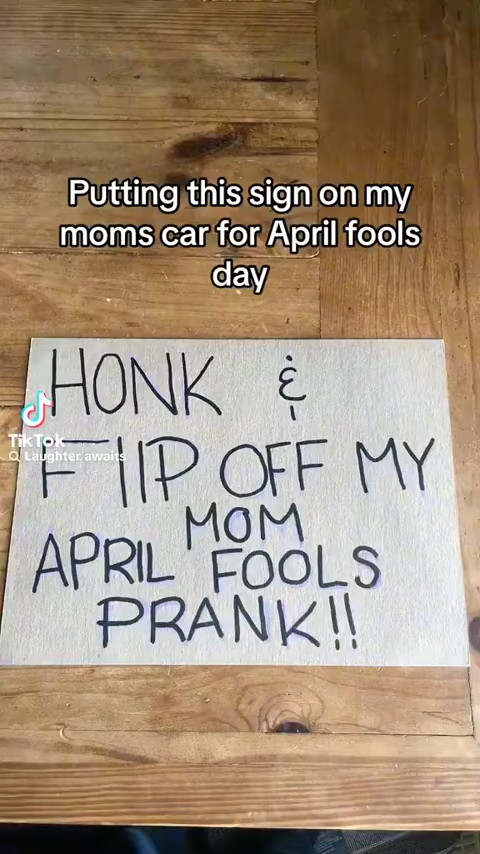 Putting this sign on my
moms car for April fools
day
HONK &
FlIP OFF MY
MOM
APRIL FOOLS
PRANK!!
TikTok
Laughter awaits